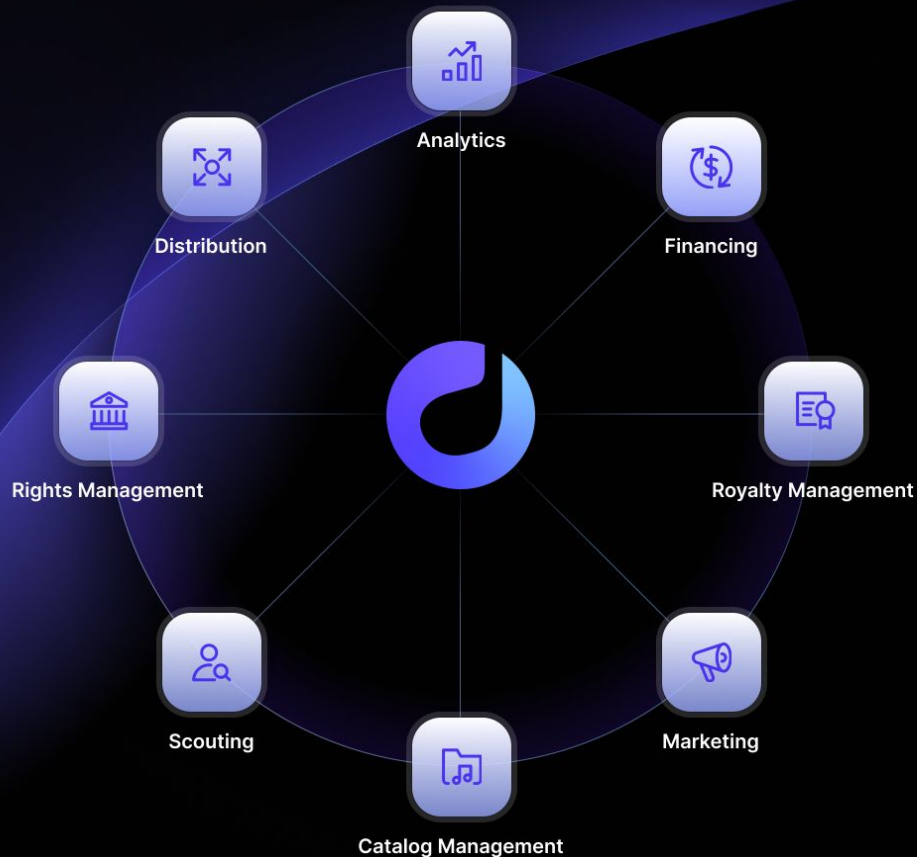 Analytics
Distribution
Financing
Rights Management
Royalty Management
Scouting
Marketing
Catalog Management